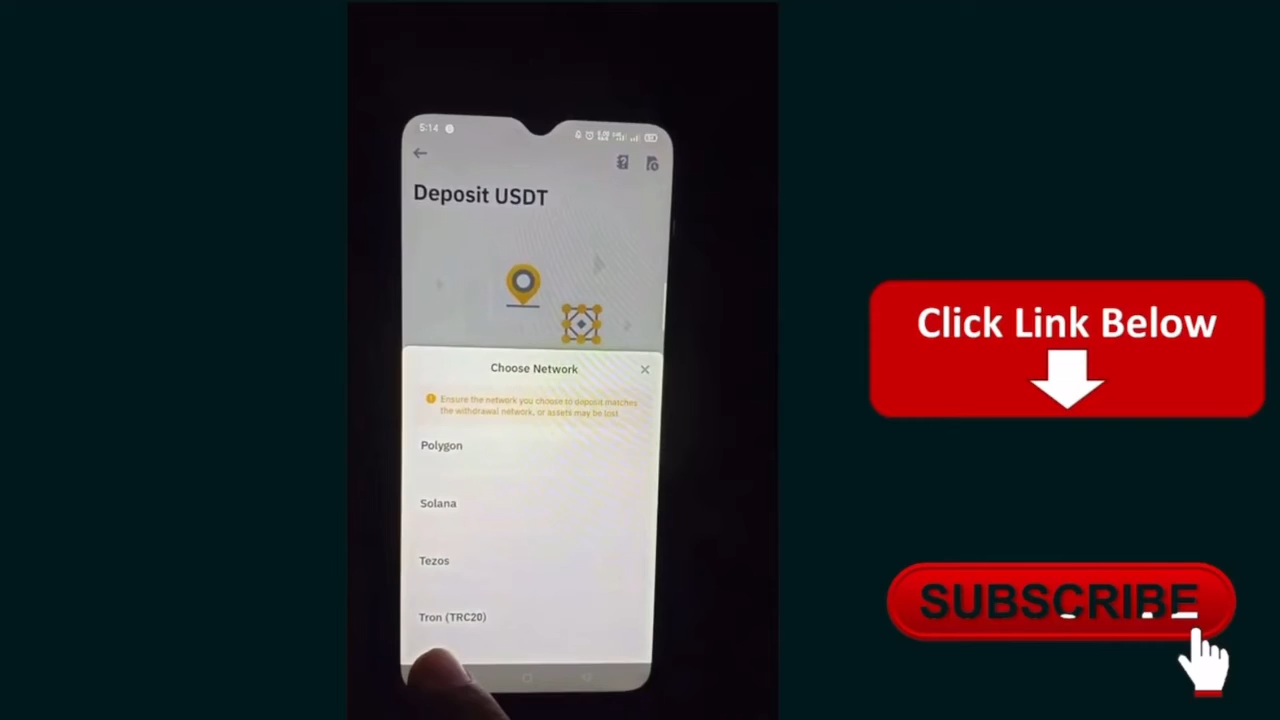 5:14
Deposit USDT
Choose Network
Ensure the network you choose to deposit matches
the withdrawal network, or assets may be lost
Polygon
Solana
Tezos
Tron (TRC20)
Click Link Below
SUBSCRIBE